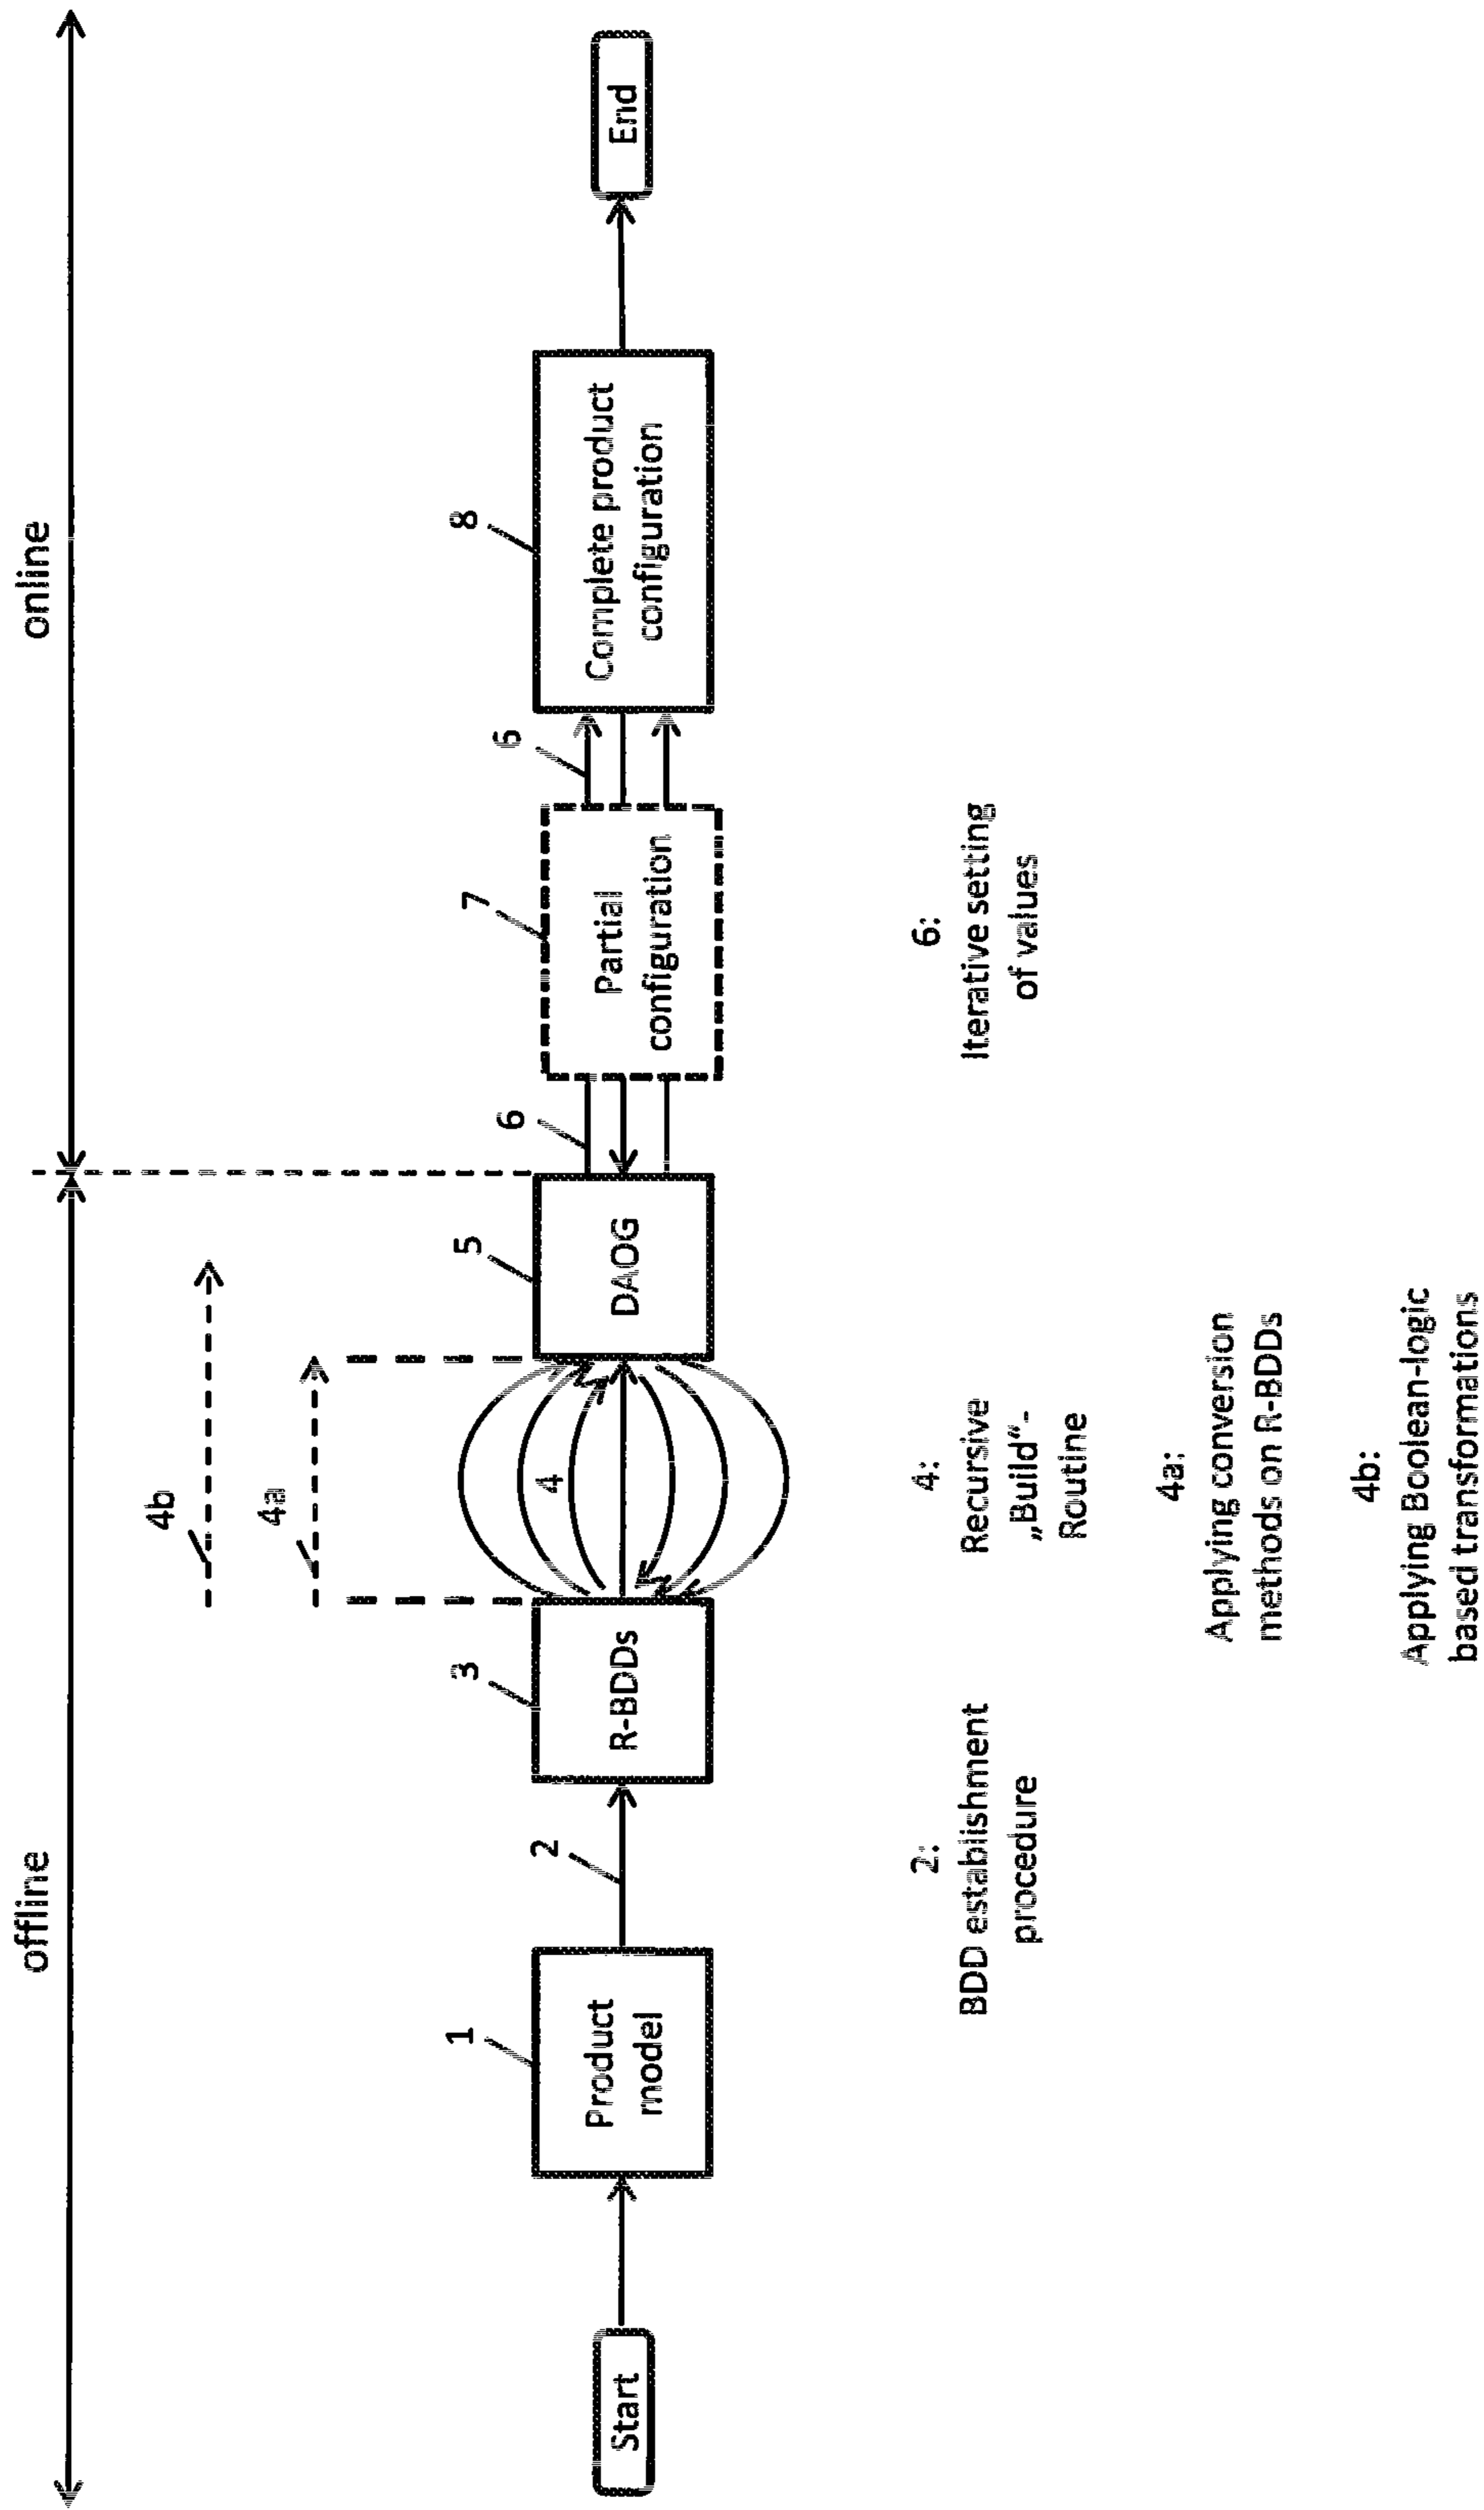 offline
online
4b
4a
Start
1
Product
model
2
3
R-BDDs
4
5
DAOG
6
7
Partial
configuration
6
8
Complete product
configuration
End
2:
BDD establishment
procedure
4:
Recursive
„Build“-
Routine
4a:
Applying conversion
methods on R-BDDs
4b:
Applying Boolean-logic
based transformations
6:
Iterative setting
of values